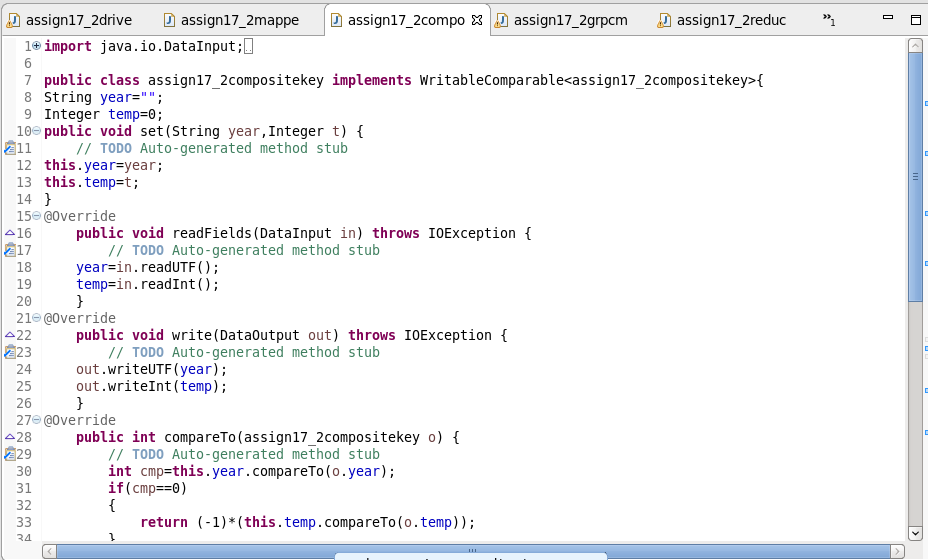 assign17_2drive assign17_2mappe assign17_2compo assign17_2grpcm assign17_2reduc »1
1 import java.io.DataInput;
6
7 public class assign17_2compositekey implements WritableComparable<assign17_2compositekey>{
8 String year="";
9 Integer temp=0;
10 public void set(String year,Integer t) {
11 // TODO Auto-generated method stub
12 this.year=year;
13 this.temp=t;
14 }
15 @Override
16 public void readFields(DataInput in) throws IOException {
17 // TODO Auto-generated method stub
18 year=in.readUTF();
19 temp=in.readInt();
20 }
21 @Override
22 public void write(DataOutput out) throws IOException {
23 // TODO Auto-generated method stub
24 out.writeUTF(year);
25 out.writeInt(temp);
26 }
27 @Override
28 public int compareTo(assign17_2compositekey o) {
29 // TODO Auto-generated method stub
30 int cmp=this.year.compareTo(o.year);
31 if(cmp==0)
32 {
33 return (-1)*(this.temp.compareTo(o.temp));
34 }